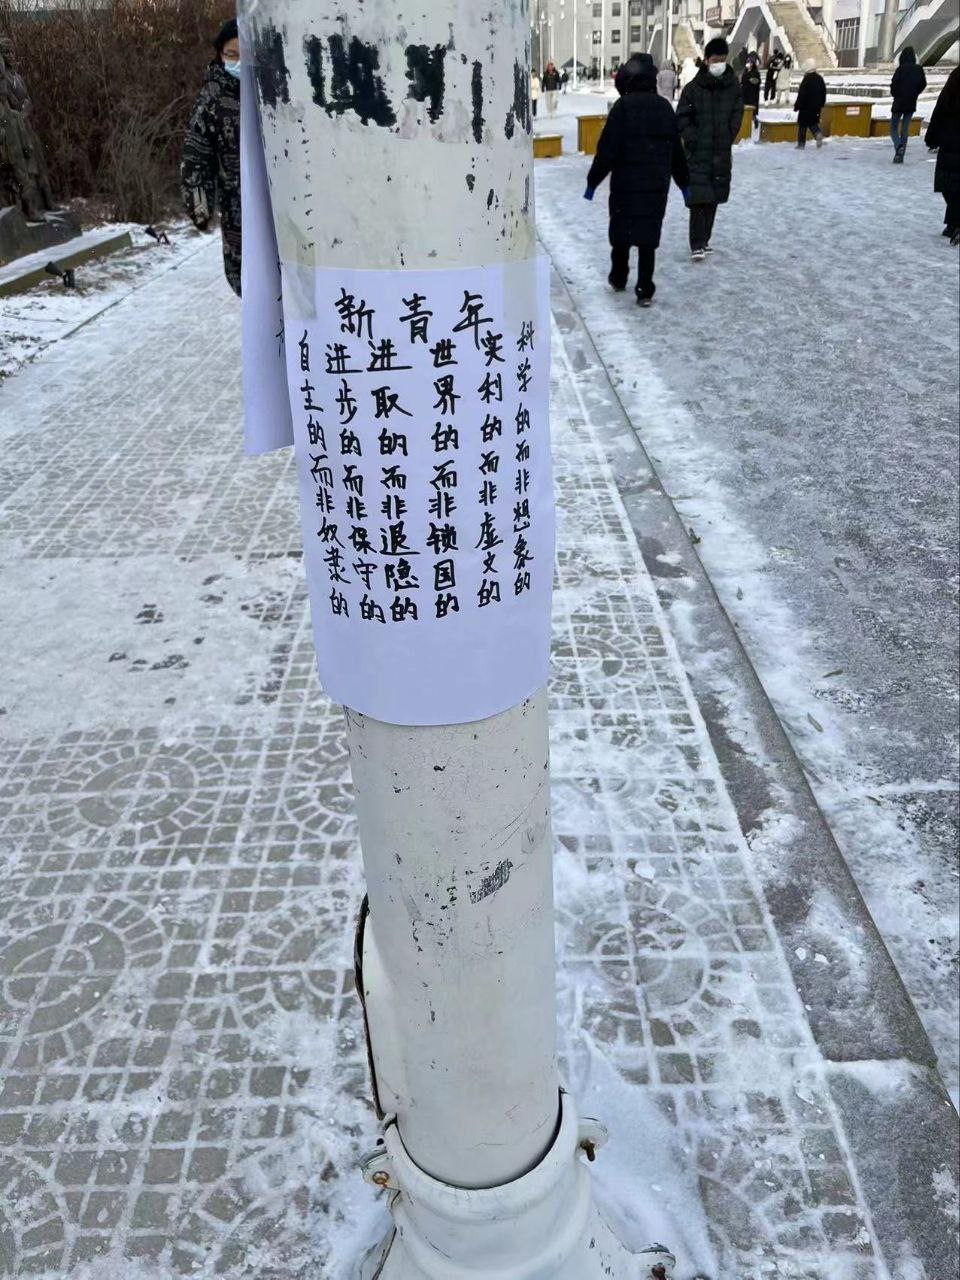 新青年
自主的而非奴隶的
进步的而非保守的
进取的而非退隐的
世界的而非锁国的
实利的而非虚文的
科学的而非想象的